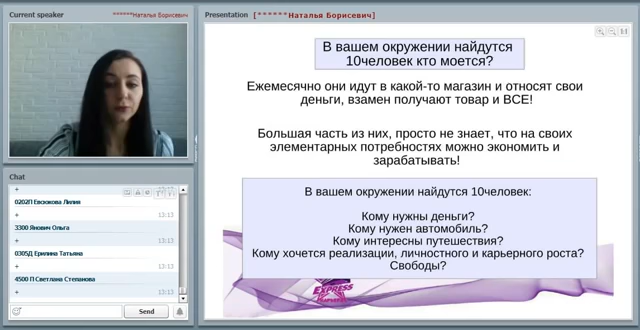 Current speaker
******Наталья Борисевич
Presentation
[******Наталья Борисевич]
1:1
В вашем окружении найдутся
10человек кто моется?
Ежемесячно они идут в какой-то магазин и относят свои
деньги, взамен получают товар и ВСЕ!
Большая часть из них, просто не знает, что на своих
элементарных потребностях можно экономить и
зарабатывать!
В вашем окружении найдутся 10человек:
Кому нужны деньги?
Кому нужен автомобиль?
Кому интересны путешествия?
Кому хочется реализации, личностного и карьерного роста?
Свободы?
EXPRESS
Chat
+
13:13
0202П Евсюкова Лилия
+
13:13
3300 Янович Ольга
+
13:13
0305Д Ерилина Татьяна
+
13:13
4500 П Светлана Степанова
+
13:13
Send